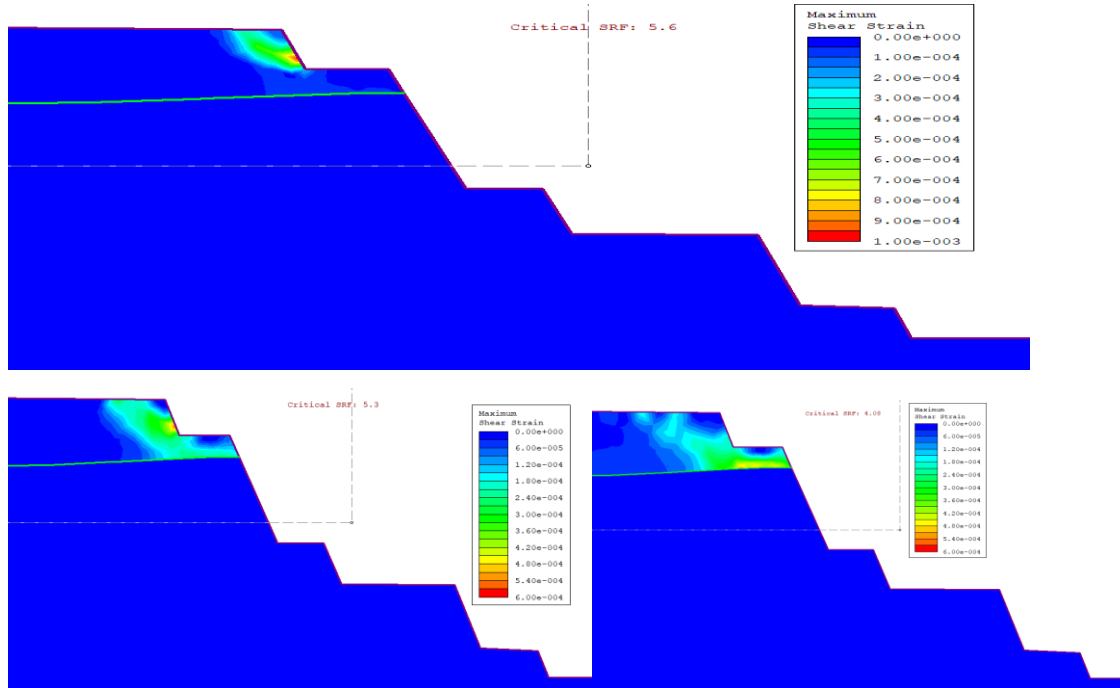 Critical SRF: 5.6
Maximum
Shear Strain
0.00e+000
1.00e-004
2.00e-004
3.00e-004
4.00e-004
5.00e-004
6.00e-004
7.00e-004
8.00e-004
9.00e-004
1.00e-003
Critical SRF: 5.3
Maximum
Shear Strain
0.00e+000
6.00e-005
1.20e-004
1.80e-004
2.40e-004
3.00e-004
3.60e-004
4.20e-004
4.80e-004
5.40e-004
6.00e-004
Critical SRF: 4.08
Maximum
Shear Strain
0.00e+000
6.00e-005
1.20e-004
1.80e-004
2.40e-004
3.00e-004
3.60e-004
4.20e-004
4.80e-004
5.40e-004
6.00e-004